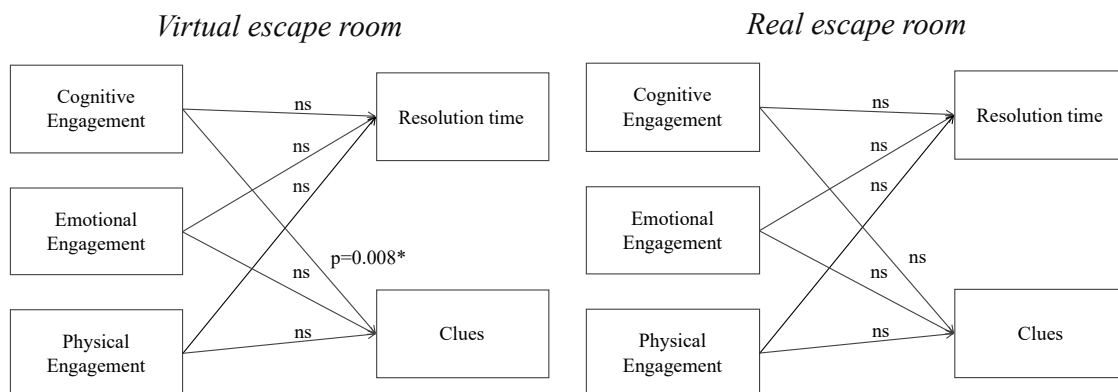 Virtual escape room
Cognitive
Engagement
Emotional
Engagement
Physical
Engagement
ns
ns
ns
p=0.008*
ns
ns
Resolution time
Clues
Real escape room
Cognitive
Engagement
Emotional
Engagement
Physical
Engagement
ns
ns
ns
ns
ns
ns
Resolution time
Clues